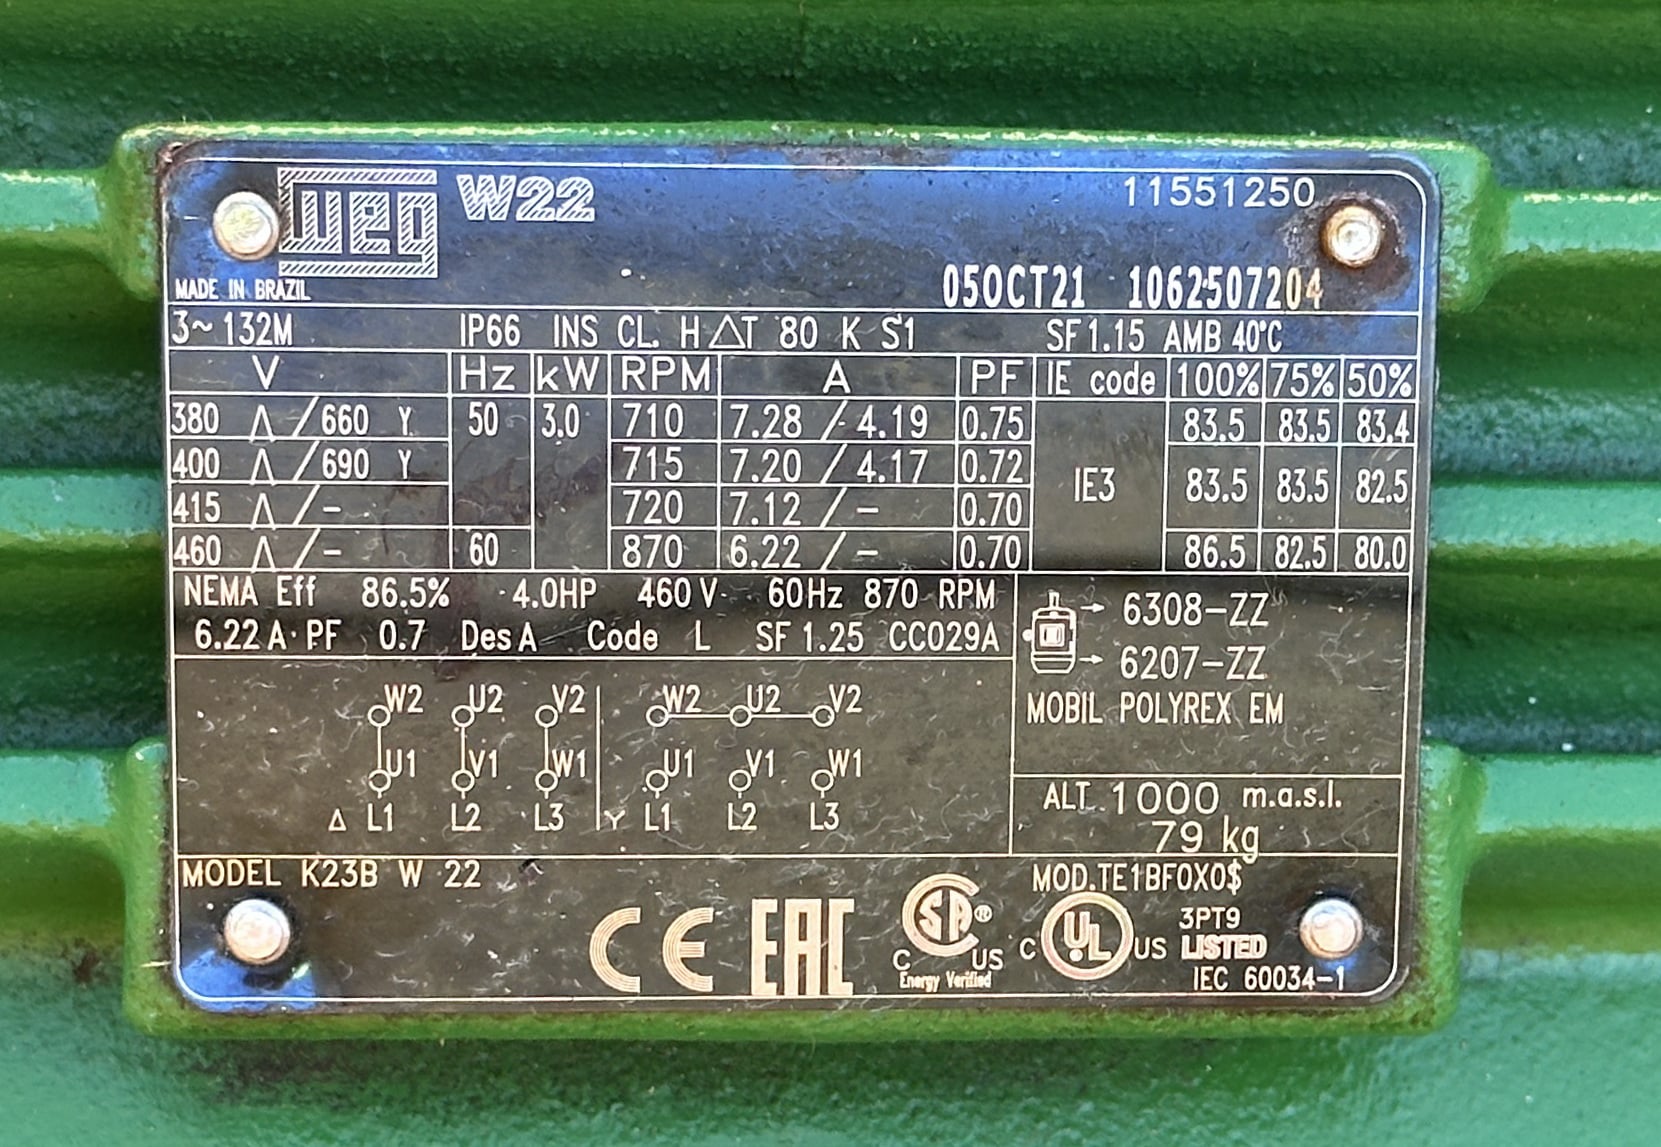 WEG W22 11551250
MADE IN BRAZIL 05OCT21 1062507204
3~ 132M IP66 INS CL. H △T 80 K S1 SF 1.15 AMB 40°C
V Hz kW RPM A PF IE code 100% 75% 50%
380 △ / 660 Y 50 3.0 710 7.28 / 4.19 0.75 83.5 83.5 83.4
400 △ / 690 Y 715 7.20 / 4.17 0.72 IE3 83.5 83.5 82.5
415 △ / - 720 7.12 / - 0.70
460 △ / - 60 870 6.22 / - 0.70 86.5 82.5 80.0
NEMA Eff 86.5% 4.0HP 460 V 60Hz 870 RPM
6.22 A PF 0.7 Des A Code L SF 1.25 CC029A
6308-ZZ
6207-ZZ
MOBIL POLYREX EM
W2 U2 V2 W2 U2 V2
U1 V1 W1 U1 V1 W1
△ L1 L2 L3 Y L1 L2 L3
ALT 1000 m.a.s.l.
79 kg
MODEL K23B W 22
MOD.TE1BF0X0$
CE EAC C SA® US
Energy Verified
C UL US 3PT9
LISTED
IEC 60034-1